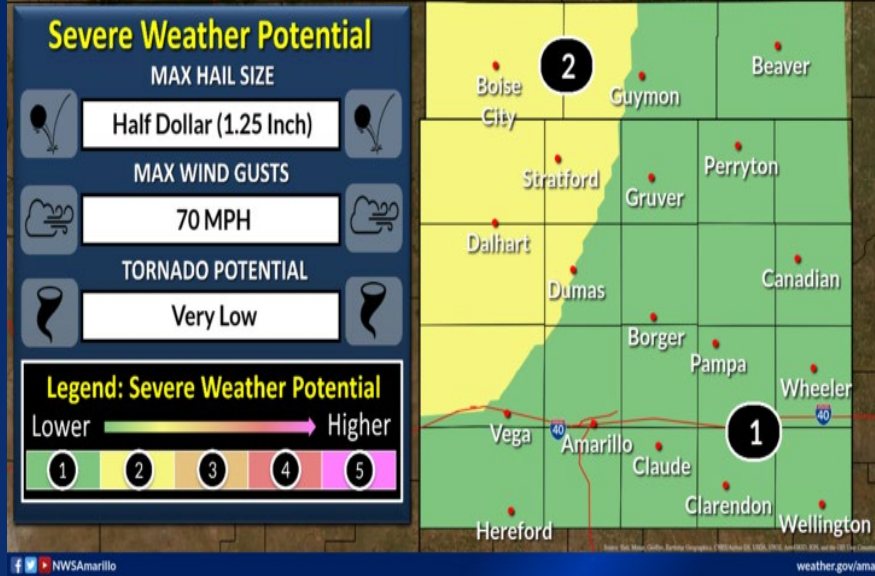 Severe Weather Potential
MAX HAIL SIZE
Half Dollar (1.25 Inch)
MAX WIND GUSTS
70 MPH
TORNADO POTENTIAL
Very Low
Legend: Severe Weather Potential
Lower
Higher
1
2
3
4
5
2
Boise
City
Guymon
Beaver
Stratford
Gruver
Perryton
Dalhart
Dumas
Canadian
Borger
Pampa
Wheeler
40
Vega
40
Amarillo
1
Claude
Clarendon
Hereford
Wellington
NWSAmarillo
weather.gov/ama